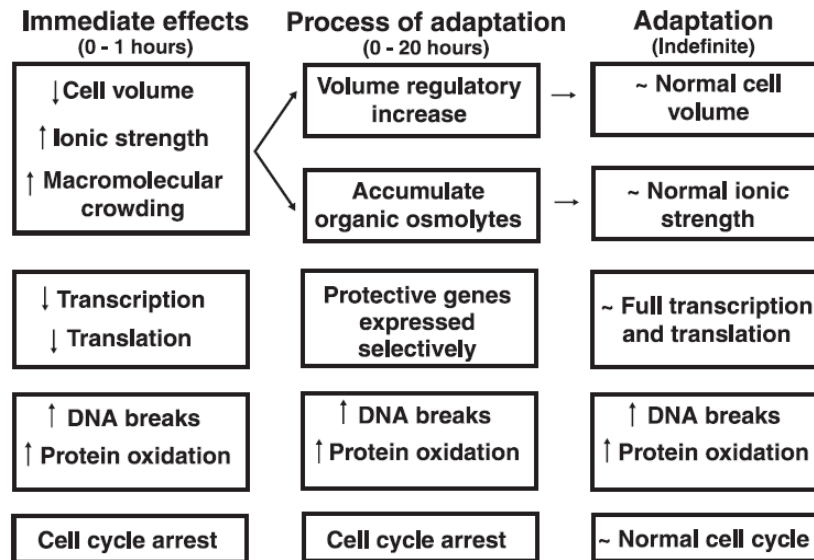 Immediate effects
(0 - 1 hours)
Process of adaptation
(0 - 20 hours)
Adaptation
(Indefinite)
↓Cell volume
↑ Ionic strength
↑ Macromolecular
crowding
Volume regulatory
increase
~ Normal cell
volume
Accumulate
organic osmolytes
~ Normal ionic
strength
↓ Transcription
↓ Translation
Protective genes
expressed
selectively
~ Full transcription
and translation
↑ DNA breaks
↑ Protein oxidation
↑ DNA breaks
↑ Protein oxidation
↑ DNA breaks
↑ Protein oxidation
Cell cycle arrest
Cell cycle arrest
~ Normal cell cycle